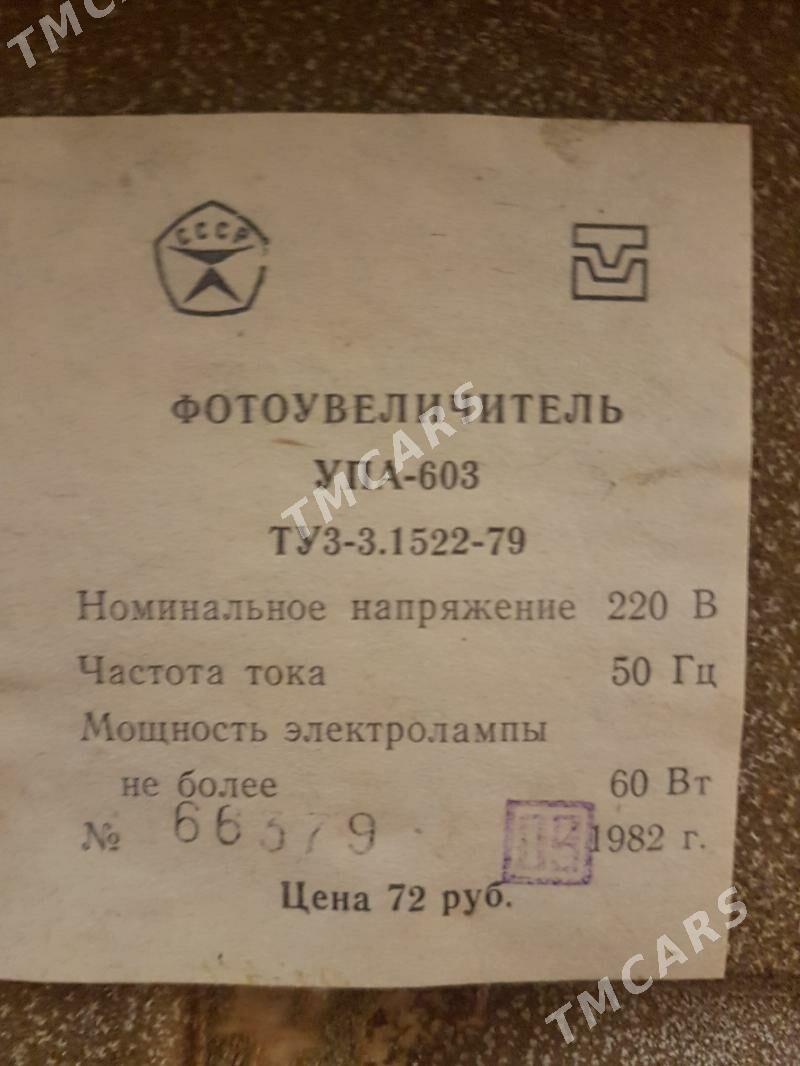 TMCARS
СССР
ФОТОУВЕЛИЧИТЕЛЬ
УПА-603
TMCARS
ТУ3-3.1522-79
Номинальное напряжение 220 В
Частота тока 50 Гц
Мощность электролампы
не более 60 Вт
№ 1982 г.
Цена 72 руб.
TMCARS